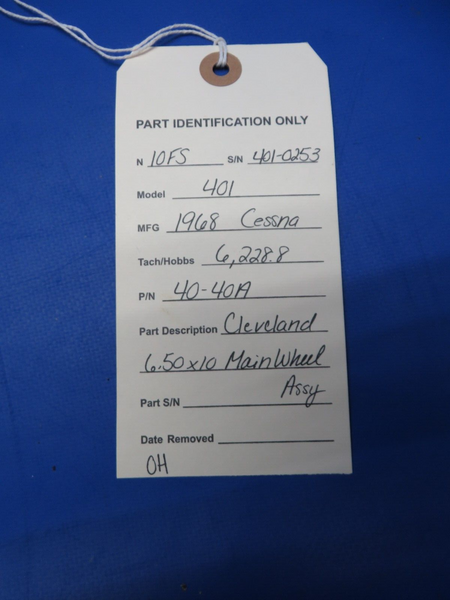 PART IDENTIFICATION ONLY
N 10FS S/N 401-0253
Model 401
MFG 1968 Cessna
Tach/Hobbs 6,228.8
P/N 40-40A
Part Description Cleveland
6.50x10 Main Wheel
Assy
Part S/N
Date Removed
OH